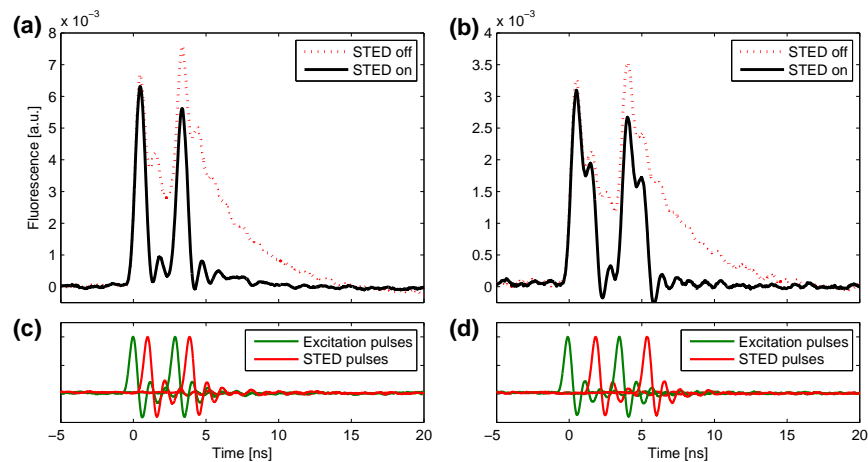 (a)
x 10⁻³
8
7
6
5
4
3
2
1
0
Fluorescence [a.u.]
STED off
STED on
(b)
x 10⁻³
4
3.5
3
2.5
2
1.5
1
0.5
0
STED off
STED on
(c)
Excitation pulses
STED pulses
−5 0 5 10 15 20
Time [ns]
(d)
Excitation pulses
STED pulses
−5 0 5 10 15 20
Time [ns]